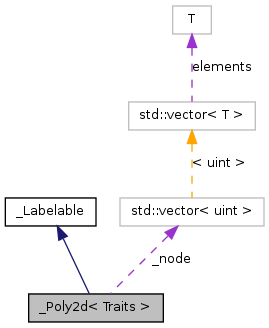 T
elements
std::vector< T >
< uint >
_Labelable
std::vector< uint >
_node
_Poly2d< Traits >